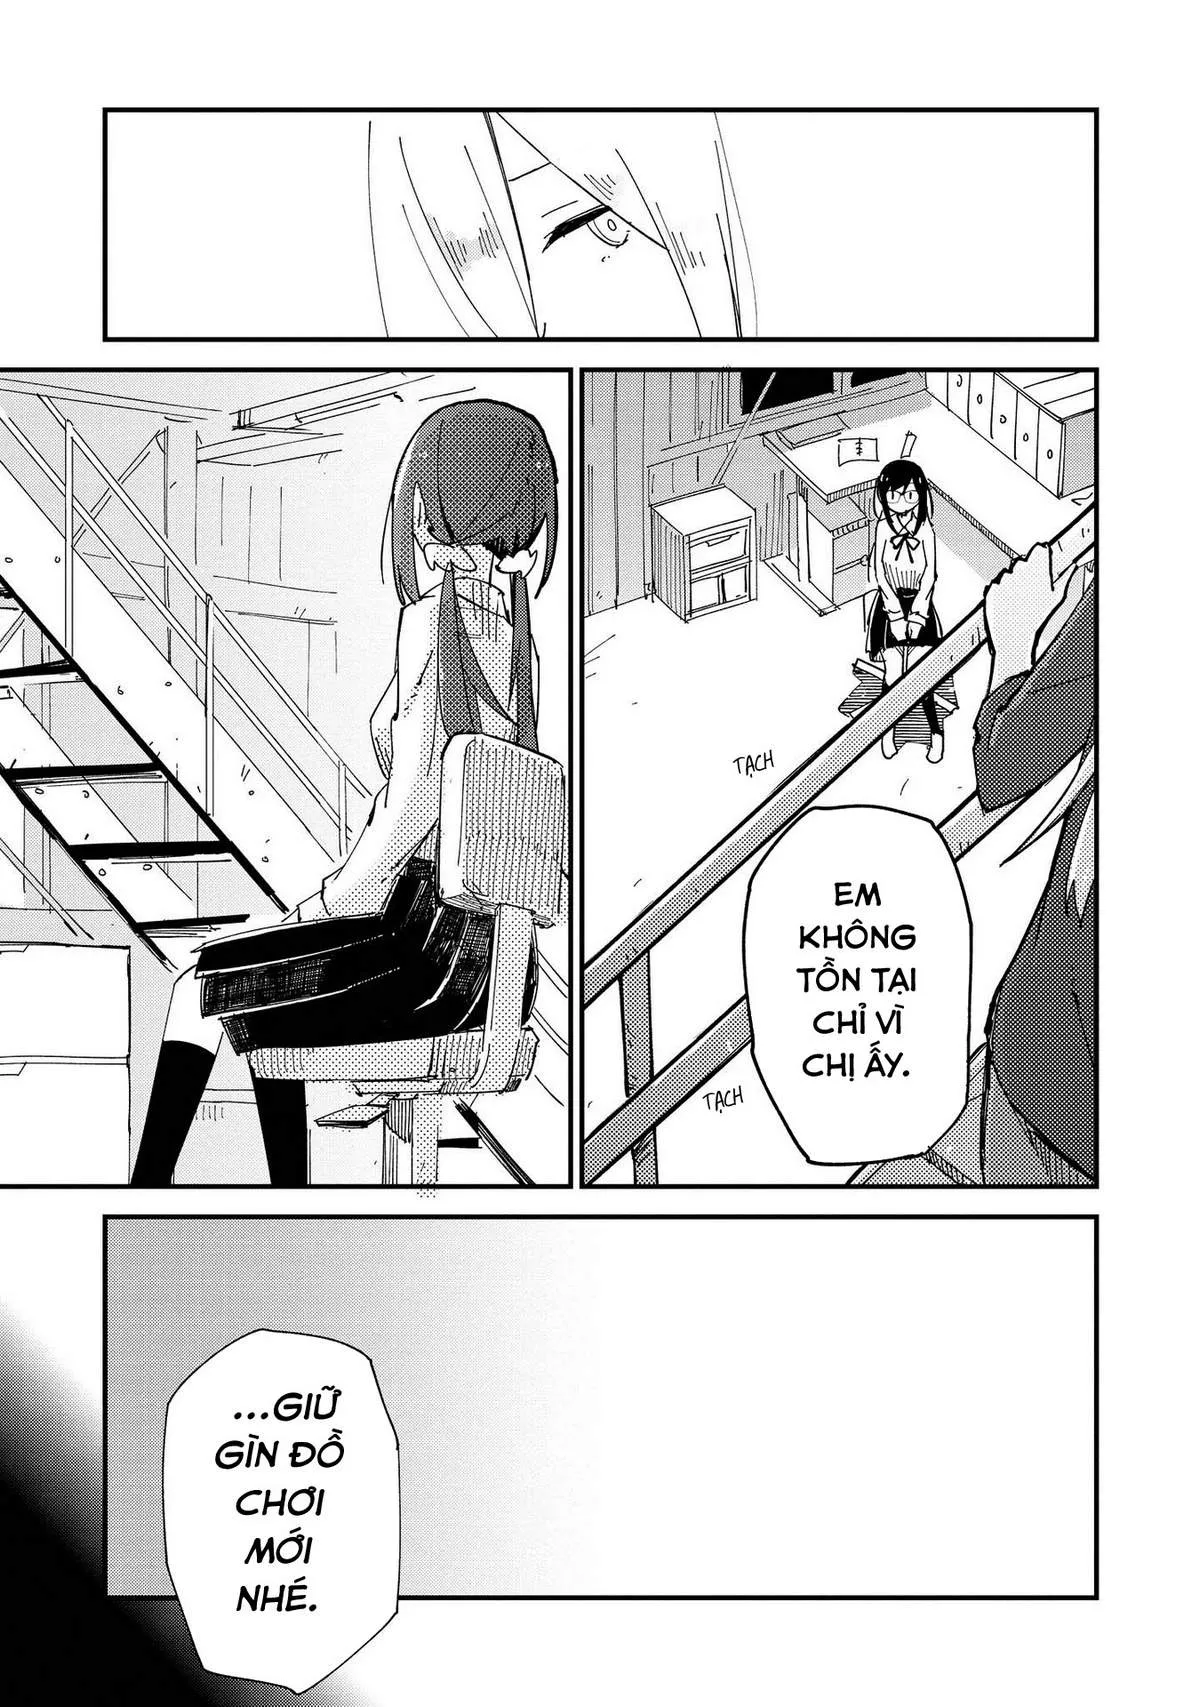 TẠCH
TẠCH
EM
KHÔNG
TỒN TẠI
CHỈ VÌ
CHỊ ẤY.
...GIỮ
GÌN ĐỒ
CHƠI
MỚI
NHÉ.